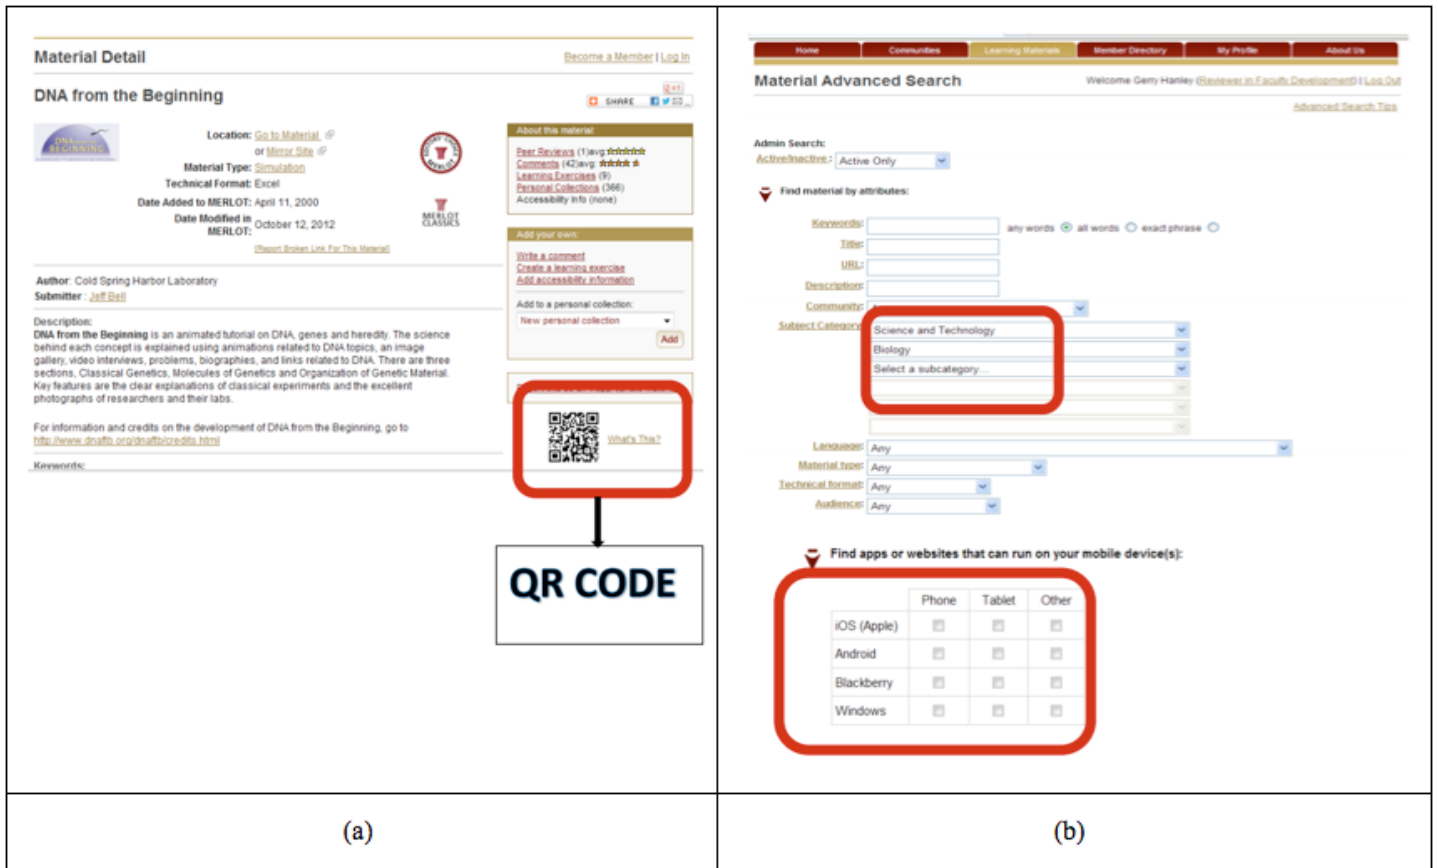 Material Detail
Become a Member | Log In
DNA from the Beginning
+1
SHARE
DNA FROM THE
BEGINNING
Location: Go to Material
or Mirror Site
Material Type: Simulation
Technical Format: Excel
Date Added to MERLOT: April 11, 2000
Date Modified in
MERLOT: October 12, 2012
[Report Broken Link For This Material]
MERLOT
CLASSICS
About this material:
Peer Reviews (1)avg:
Comments (42)avg:
Learning Exercises (9)
Personal Collections (366)
Accessibility Info (none)
Add your own:
Write a comment
Create a learning exercise
Add accessibility information
Add to a personal collection:
New personal collection
Add
Author: Cold Spring Harbor Laboratory
Submitter : Jeff Bell
Description:
DNA from the Beginning is an animated tutorial on DNA, genes and heredity. The science
behind each concept is explained using animations related to DNA topics, an image
gallery, video interviews, problems, biographies, and links related to DNA. There are three
sections, Classical Genetics, Molecules of Genetics and Organization of Genetic Material.
Key features are the clear explanations of classical experiments and the excellent
photographs of researchers and their labs.
For information and credits on the development of DNA from the Beginning, go to
http://www.dnaftb.org/dnaftb/credits.html
Keywords:
What's This?
QR CODE
(a)
Home Communities Learning Materials Member Directory My Profile About Us
Material Advanced Search
Welcome Gerry Hanley (Reviewer in Faculty Development) | Log Out
Advanced Search Tips
Admin Search:
Active/Inactive : Active Only
Find material by attributes:
Keywords: any words all words exact phrase
Title:
URL:
Description:
Community:
Subject Category: Science and Technology
Biology
Select a subcategory...
Language: Any
Material type: Any
Technical format: Any
Audience: Any
Find apps or websites that can run on your mobile device(s):
Phone Tablet Other
iOS (Apple)
Android
Blackberry
Windows
(b)